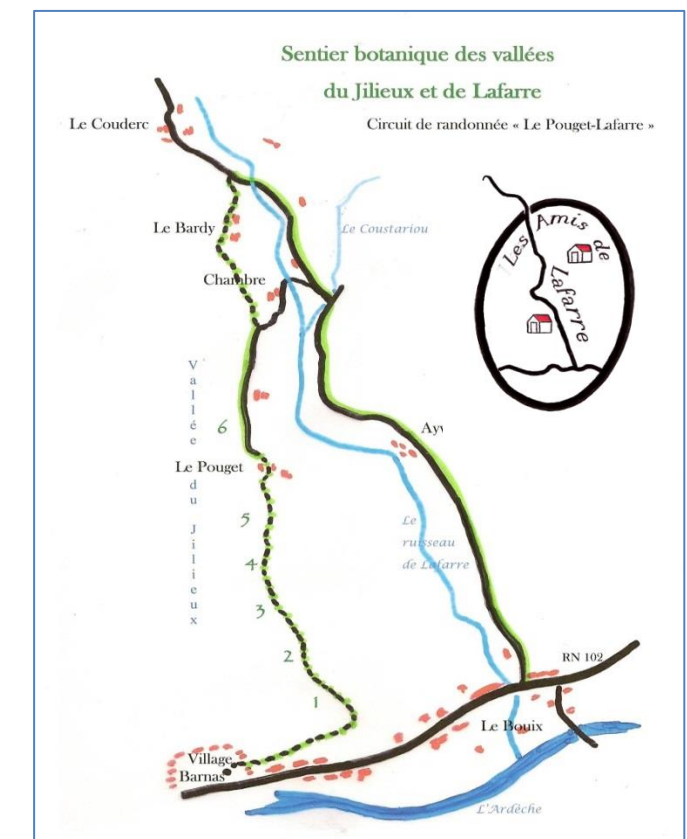 Sentier botanique des vallées
du Jilieux et de Lafarre
Circuit de randonnée « Le Pouget-Lafarre »
Le Couderc
Les Amis de Lafarre
Le Bardy
Le Coustariou
Chambre
Vallée
6
Ay
Le Pouget
du Jilieux
5
Le
ruisseau
de Lafarre
4
3
2
RN 102
1
Le Bouix
Village
Barnas
L'Ardèche